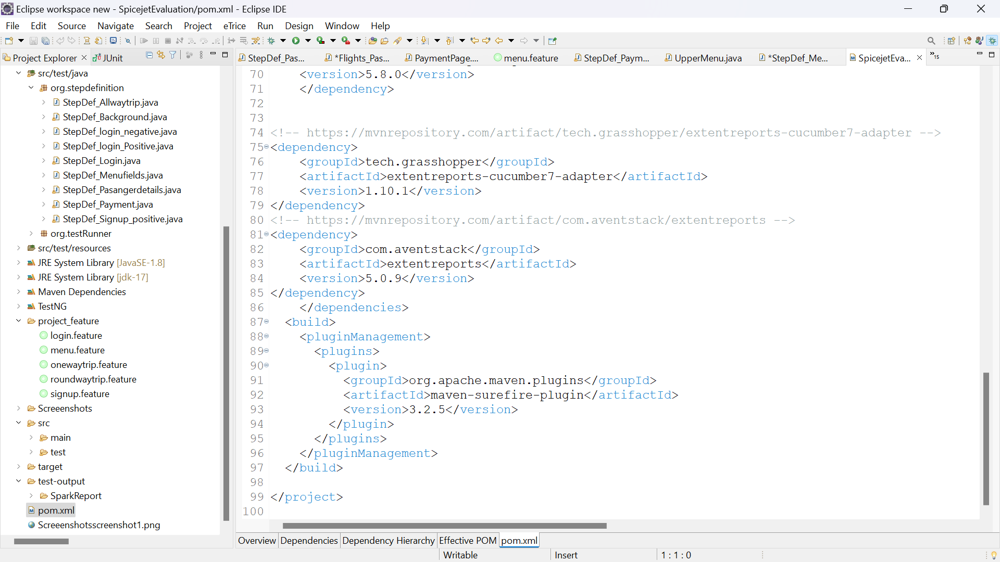 Eclipse workspace new - SpicejetEvaluation/pom.xml - Eclipse IDE
File Edit Source Navigate Search Project eTrice Run Design Window Help
Project Explorer JUnit
StepDef_Pas... *Flights_Pas... PaymentPage.... menu.feature StepDef_Paym... UpperMenu.java *StepDef_Me... SpicejetEva... »15
src/test/java
org.stepdefinition
StepDef_Allwaytrip.java
StepDef_Background.java
StepDef_login_negative.java
StepDef_login_Positive.java
StepDef_Login.java
StepDef_Menufields.java
StepDef_Pasangerdetails.java
StepDef_Payment.java
StepDef_Signup_positive.java
org.testRunner
src/test/resources
JRE System Library [JavaSE-1.8]
JRE System Library [jdk-17]
Maven Dependencies
TestNG
project_feature
login.feature
menu.feature
onewaytrip.feature
roundwaytrip.feature
signup.feature
Screeenshots
src
main
test
target
test-output
SparkReport
pom.xml
Screeenshotsscreenshot1.png
70 <version>5.8.0</version>
71 </dependency>
72
73
74 <!-- https://mvnrepository.com/artifact/tech.grasshopper/extentreports-cucumber7-adapter -->
75 <dependency>
76 <groupId>tech.grasshopper</groupId>
77 <artifactId>extentreports-cucumber7-adapter</artifactId>
78 <version>1.10.1</version>
79 </dependency>
80 <!-- https://mvnrepository.com/artifact/com.aventstack/extentreports -->
81 <dependency>
82 <groupId>com.aventstack</groupId>
83 <artifactId>extentreports</artifactId>
84 <version>5.0.9</version>
85 </dependency>
86 </dependencies>
87 <build>
88 <pluginManagement>
89 <plugins>
90 <plugin>
91 <groupId>org.apache.maven.plugins</groupId>
92 <artifactId>maven-surefire-plugin</artifactId>
93 <version>3.2.5</version>
94 </plugin>
95 </plugins>
96 </pluginManagement>
97 </build>
98
99 </project>
100
Overview Dependencies Dependency Hierarchy Effective POM pom.xml
Writable Insert 1 : 1 : 0